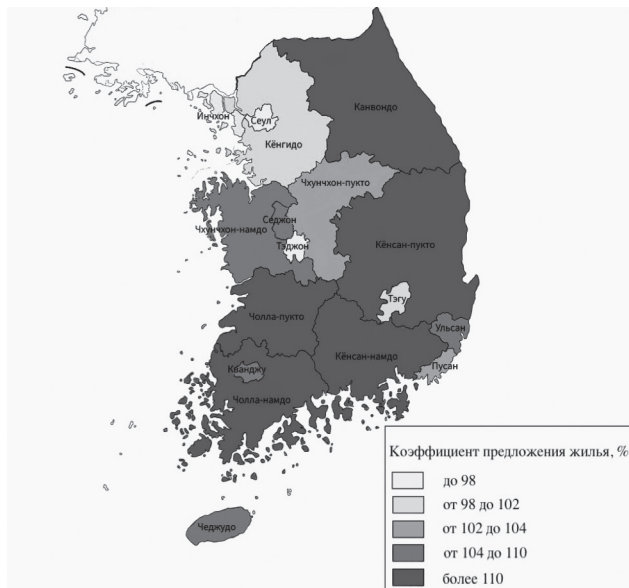 Канвондо
Инчхон
Сеул
Кёнгидо
Чхунчхон-пукто
Седжон
Чхунчхон-намдо
Тэджон
Кёнсан-пукто
Тэгу
Чолла-пукто
Ульсан
Кёнсан-намдо
Пусан
Кванджу
Чолла-намдо
Чеджудо
Коэффициент предложения жилья, %
до 98
от 98 до 102
от 102 до 104
от 104 до 110
более 110